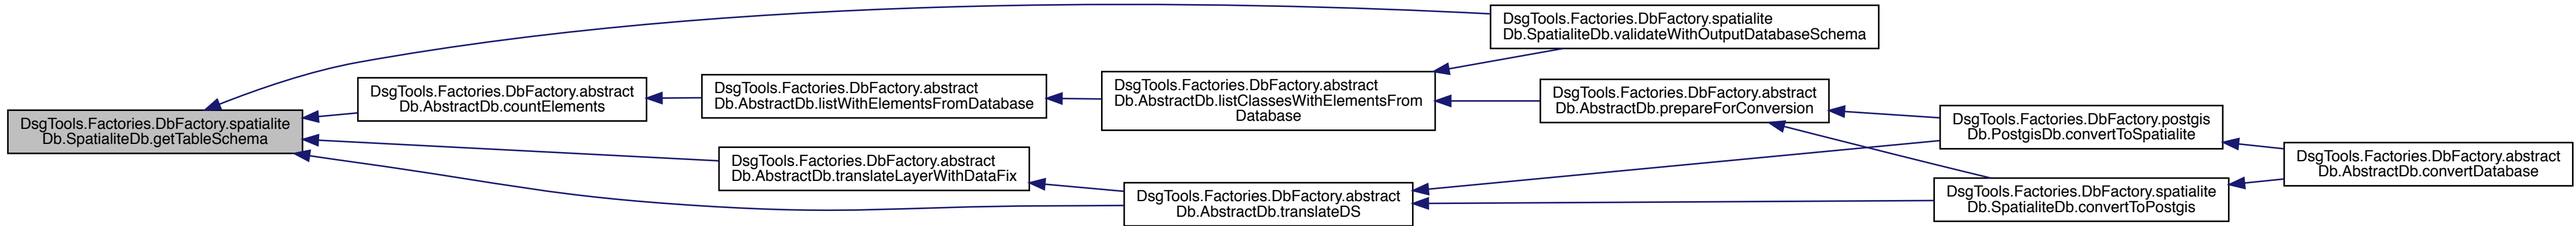 DsgTools.Factories.DbFactory.spatialite
Db.SpatialiteDb.getTableSchema
DsgTools.Factories.DbFactory.abstract
Db.AbstractDb.countElements
DsgTools.Factories.DbFactory.abstract
Db.AbstractDb.listWithElementsFromDatabase
DsgTools.Factories.DbFactory.abstract
Db.AbstractDb.listClassesWithElementsFrom
Database
DsgTools.Factories.DbFactory.spatialite
Db.SpatialiteDb.validateWithOutputDatabaseSchema
DsgTools.Factories.DbFactory.abstract
Db.AbstractDb.prepareForConversion
DsgTools.Factories.DbFactory.postgis
Db.PostgisDb.convertToSpatialite
DsgTools.Factories.DbFactory.abstract
Db.AbstractDb.convertDatabase
DsgTools.Factories.DbFactory.spatialite
Db.SpatialiteDb.convertToPostgis
DsgTools.Factories.DbFactory.abstract
Db.AbstractDb.translateLayerWithDataFix
DsgTools.Factories.DbFactory.abstract
Db.AbstractDb.translateDS